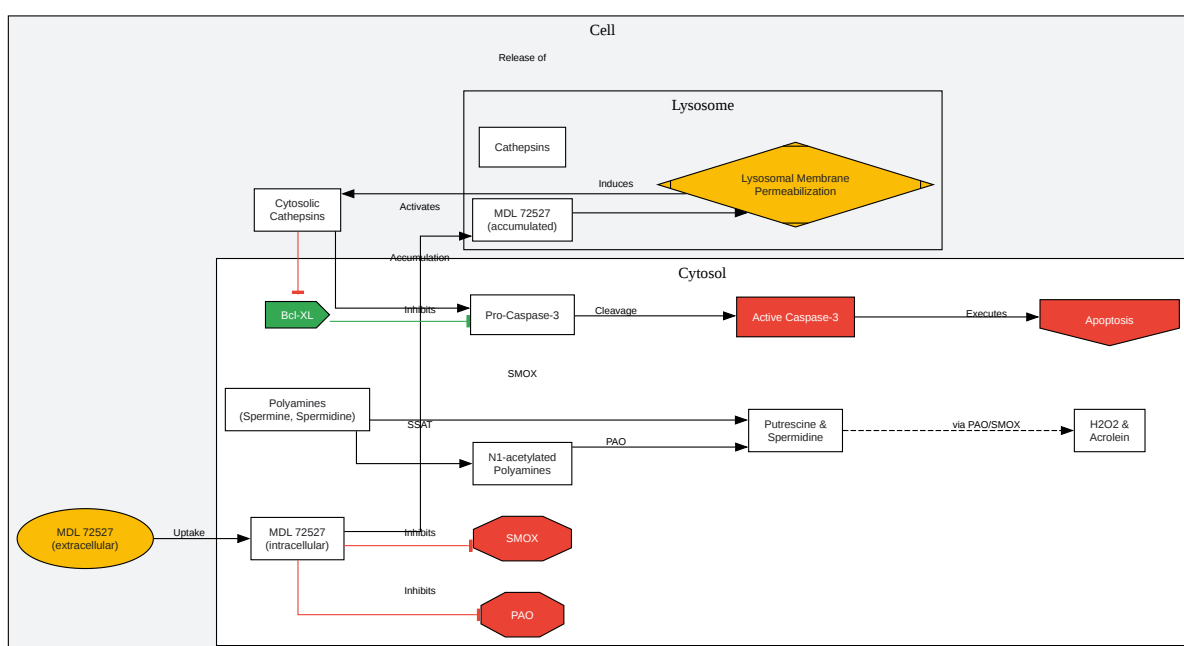 Cell
Release of
Lysosome
Cathepsins
Lysosomal Membrane
Permeabilization
Induces
Cytosolic
Cathepsins
Activates
MDL 72527
(accumulated)
Accumulation
Cytosol
Bcl-XL
Inhibits
Pro-Caspase-3
Cleavage
Active Caspase-3
Executes
Apoptosis
SMOX
Polyamines
(Spermine, Spermidine)
SSAT
Putrescine &
Spermidine
via PAO/SMOX
H2O2 &
Acrolein
PAO
N1-acetylated
Polyamines
MDL 72527
(extracellular)
Uptake
MDL 72527
(intracellular)
Inhibits
SMOX
Inhibits
PAO